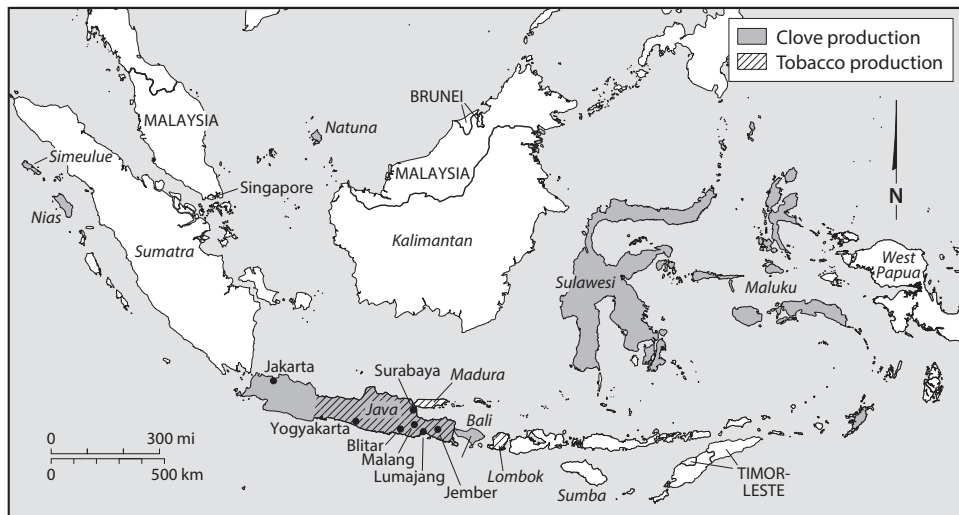 Clove production
Tobacco production
BRUNEI
MALAYSIA
Natuna
Simeulue
MALAYSIA
Singapore
N
Nias
Kalimantan
Sumatra
West
Papua
Sulawesi
Maluku
Jakarta
Surabaya
Madura
Java
Bali
Yogyakarta
Blitar
Malang
Lumajang
Jember
Lombok
Sumba
TIMOR-
LESTE
0 300 mi
0 500 km